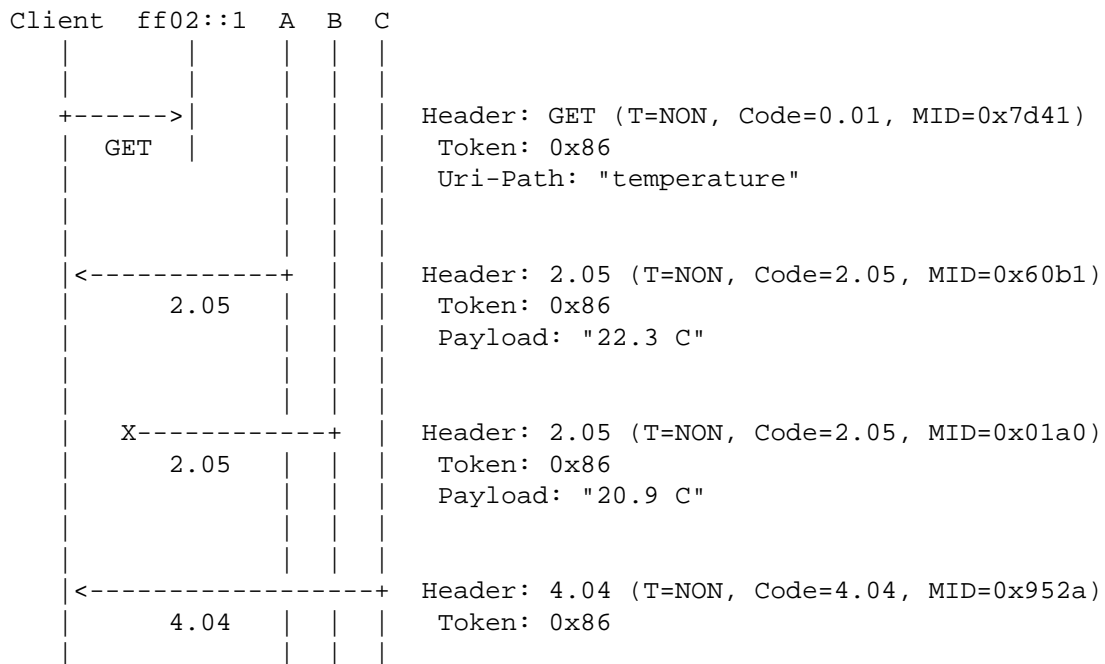 Client ff02::1 A B C
Header: GET (T=NON, Code=0.01, MID=0x7d41)
GET Token: 0x86
Uri-Path: "temperature"
Header: 2.05 (T=NON, Code=2.05, MID=0x60b1)
2.05 Token: 0x86
Payload: "22.3 C"
X Header: 2.05 (T=NON, Code=2.05, MID=0x01a0)
2.05 Token: 0x86
Payload: "20.9 C"
Header: 4.04 (T=NON, Code=4.04, MID=0x952a)
4.04 Token: 0x86